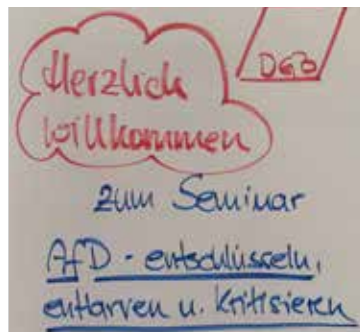 Herzlich
willkommen
DGB
zum Seminar
AfD - entschlüsseln,
entlarven u. kritisieren